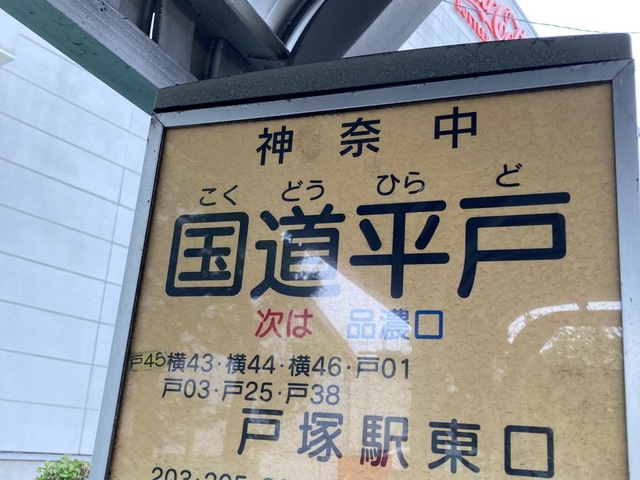 神奈中
こくどうひらど
国道平戸
次は 品濃口
戸45 横43・横44・横46・戸01
戸03・戸25・戸38
戸塚駅東口